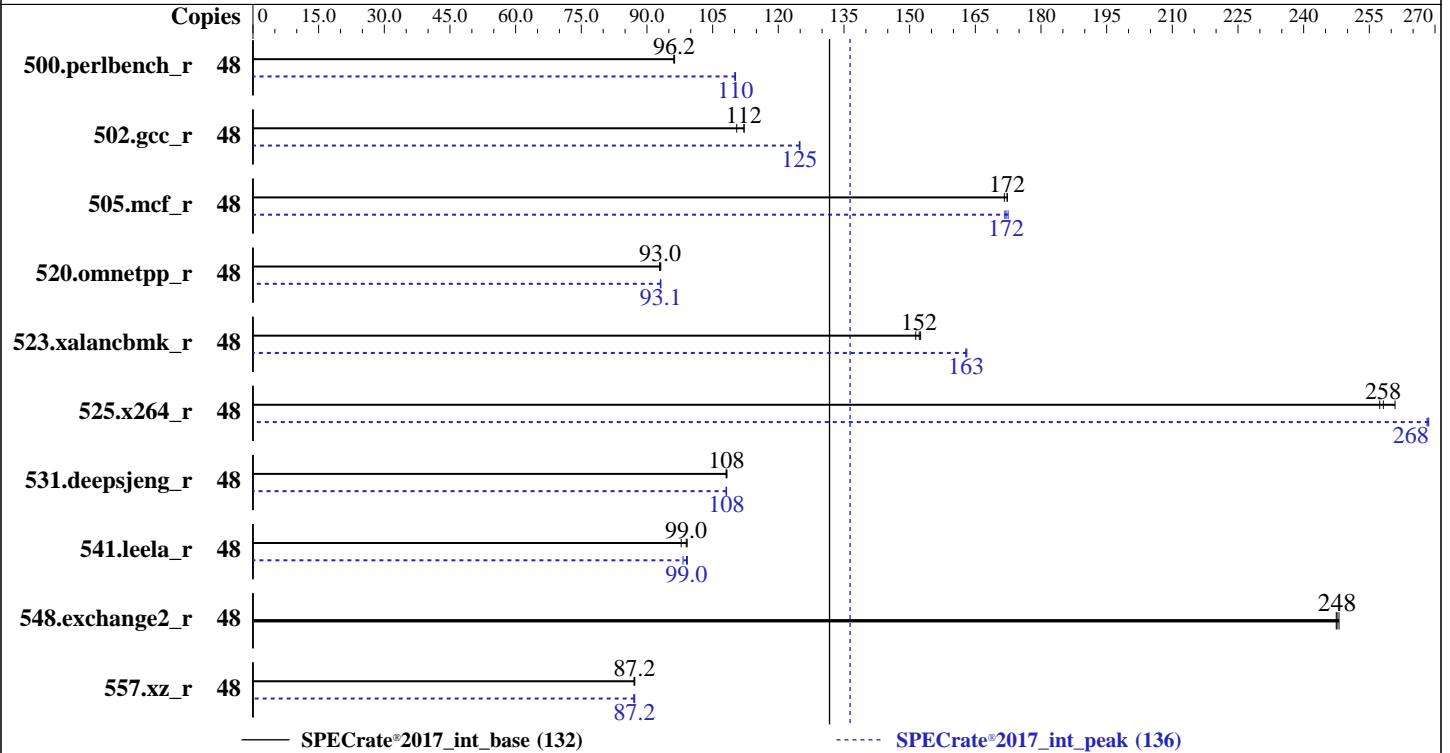 Copies 0 15.0 30.0 45.0 60.0 75.0 90.0 105 120 135 150 165 180 195 210 225 240 255 270
96.2
500.perlbench_r 48
110
112
502.gcc_r 48
125
172
505.mcf_r 48
172
93.0
520.omnetpp_r 48
93.1
152
523.xalancbmk_r 48
163
258
525.x264_r 48
268
108
531.deepsjeng_r 48
108
99.0
541.leela_r 48
99.0
248
548.exchange2_r 48
87.2
557.xz_r 48
87.2
SPECrate®2017_int_base (132) SPECrate®2017_int_peak (136)